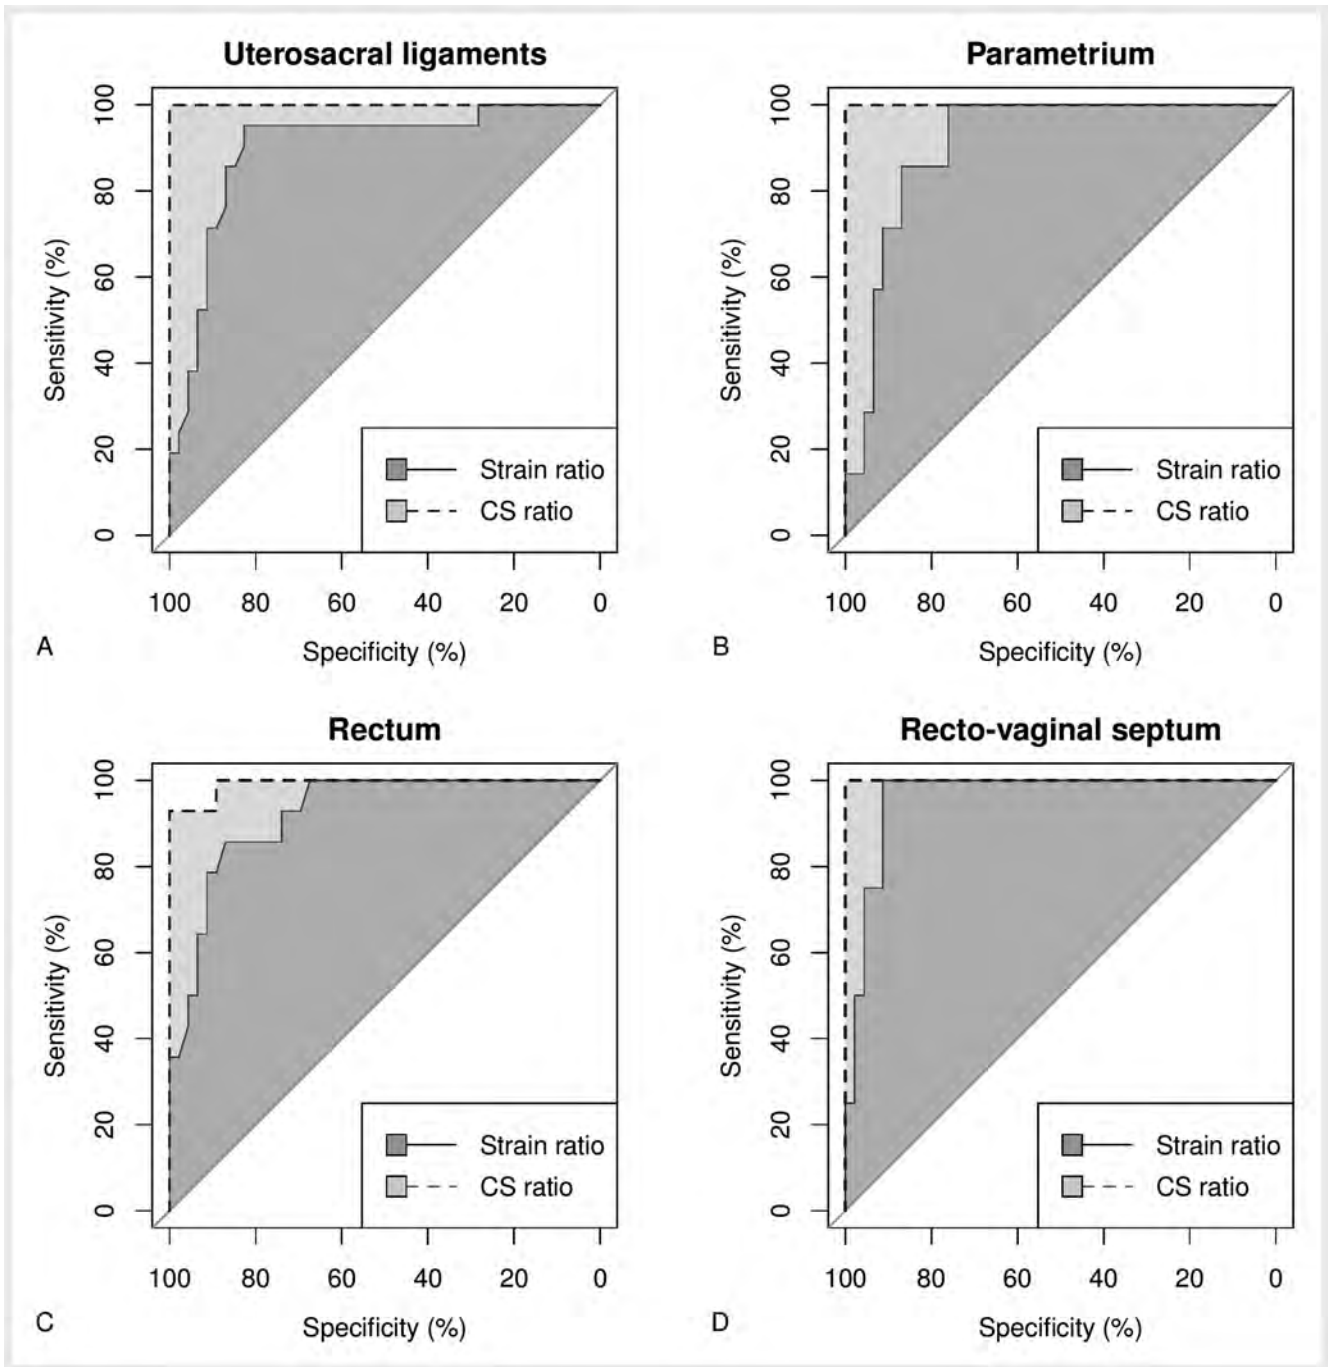 Uterosacral ligaments
Sensitivity (%)
100
80
60
40
20
0
Strain ratio
CS ratio
100 80 60 40 20 0
Specificity (%)
A
Parametrium
Sensitivity (%)
100
80
60
40
20
0
Strain ratio
CS ratio
100 80 60 40 20 0
Specificity (%)
B
Rectum
Sensitivity (%)
100
80
60
40
20
0
Strain ratio
CS ratio
100 80 60 40 20 0
Specificity (%)
C
Recto-vaginal septum
Sensitivity (%)
100
80
60
40
20
0
Strain ratio
CS ratio
100 80 60 40 20 0
Specificity (%)
D